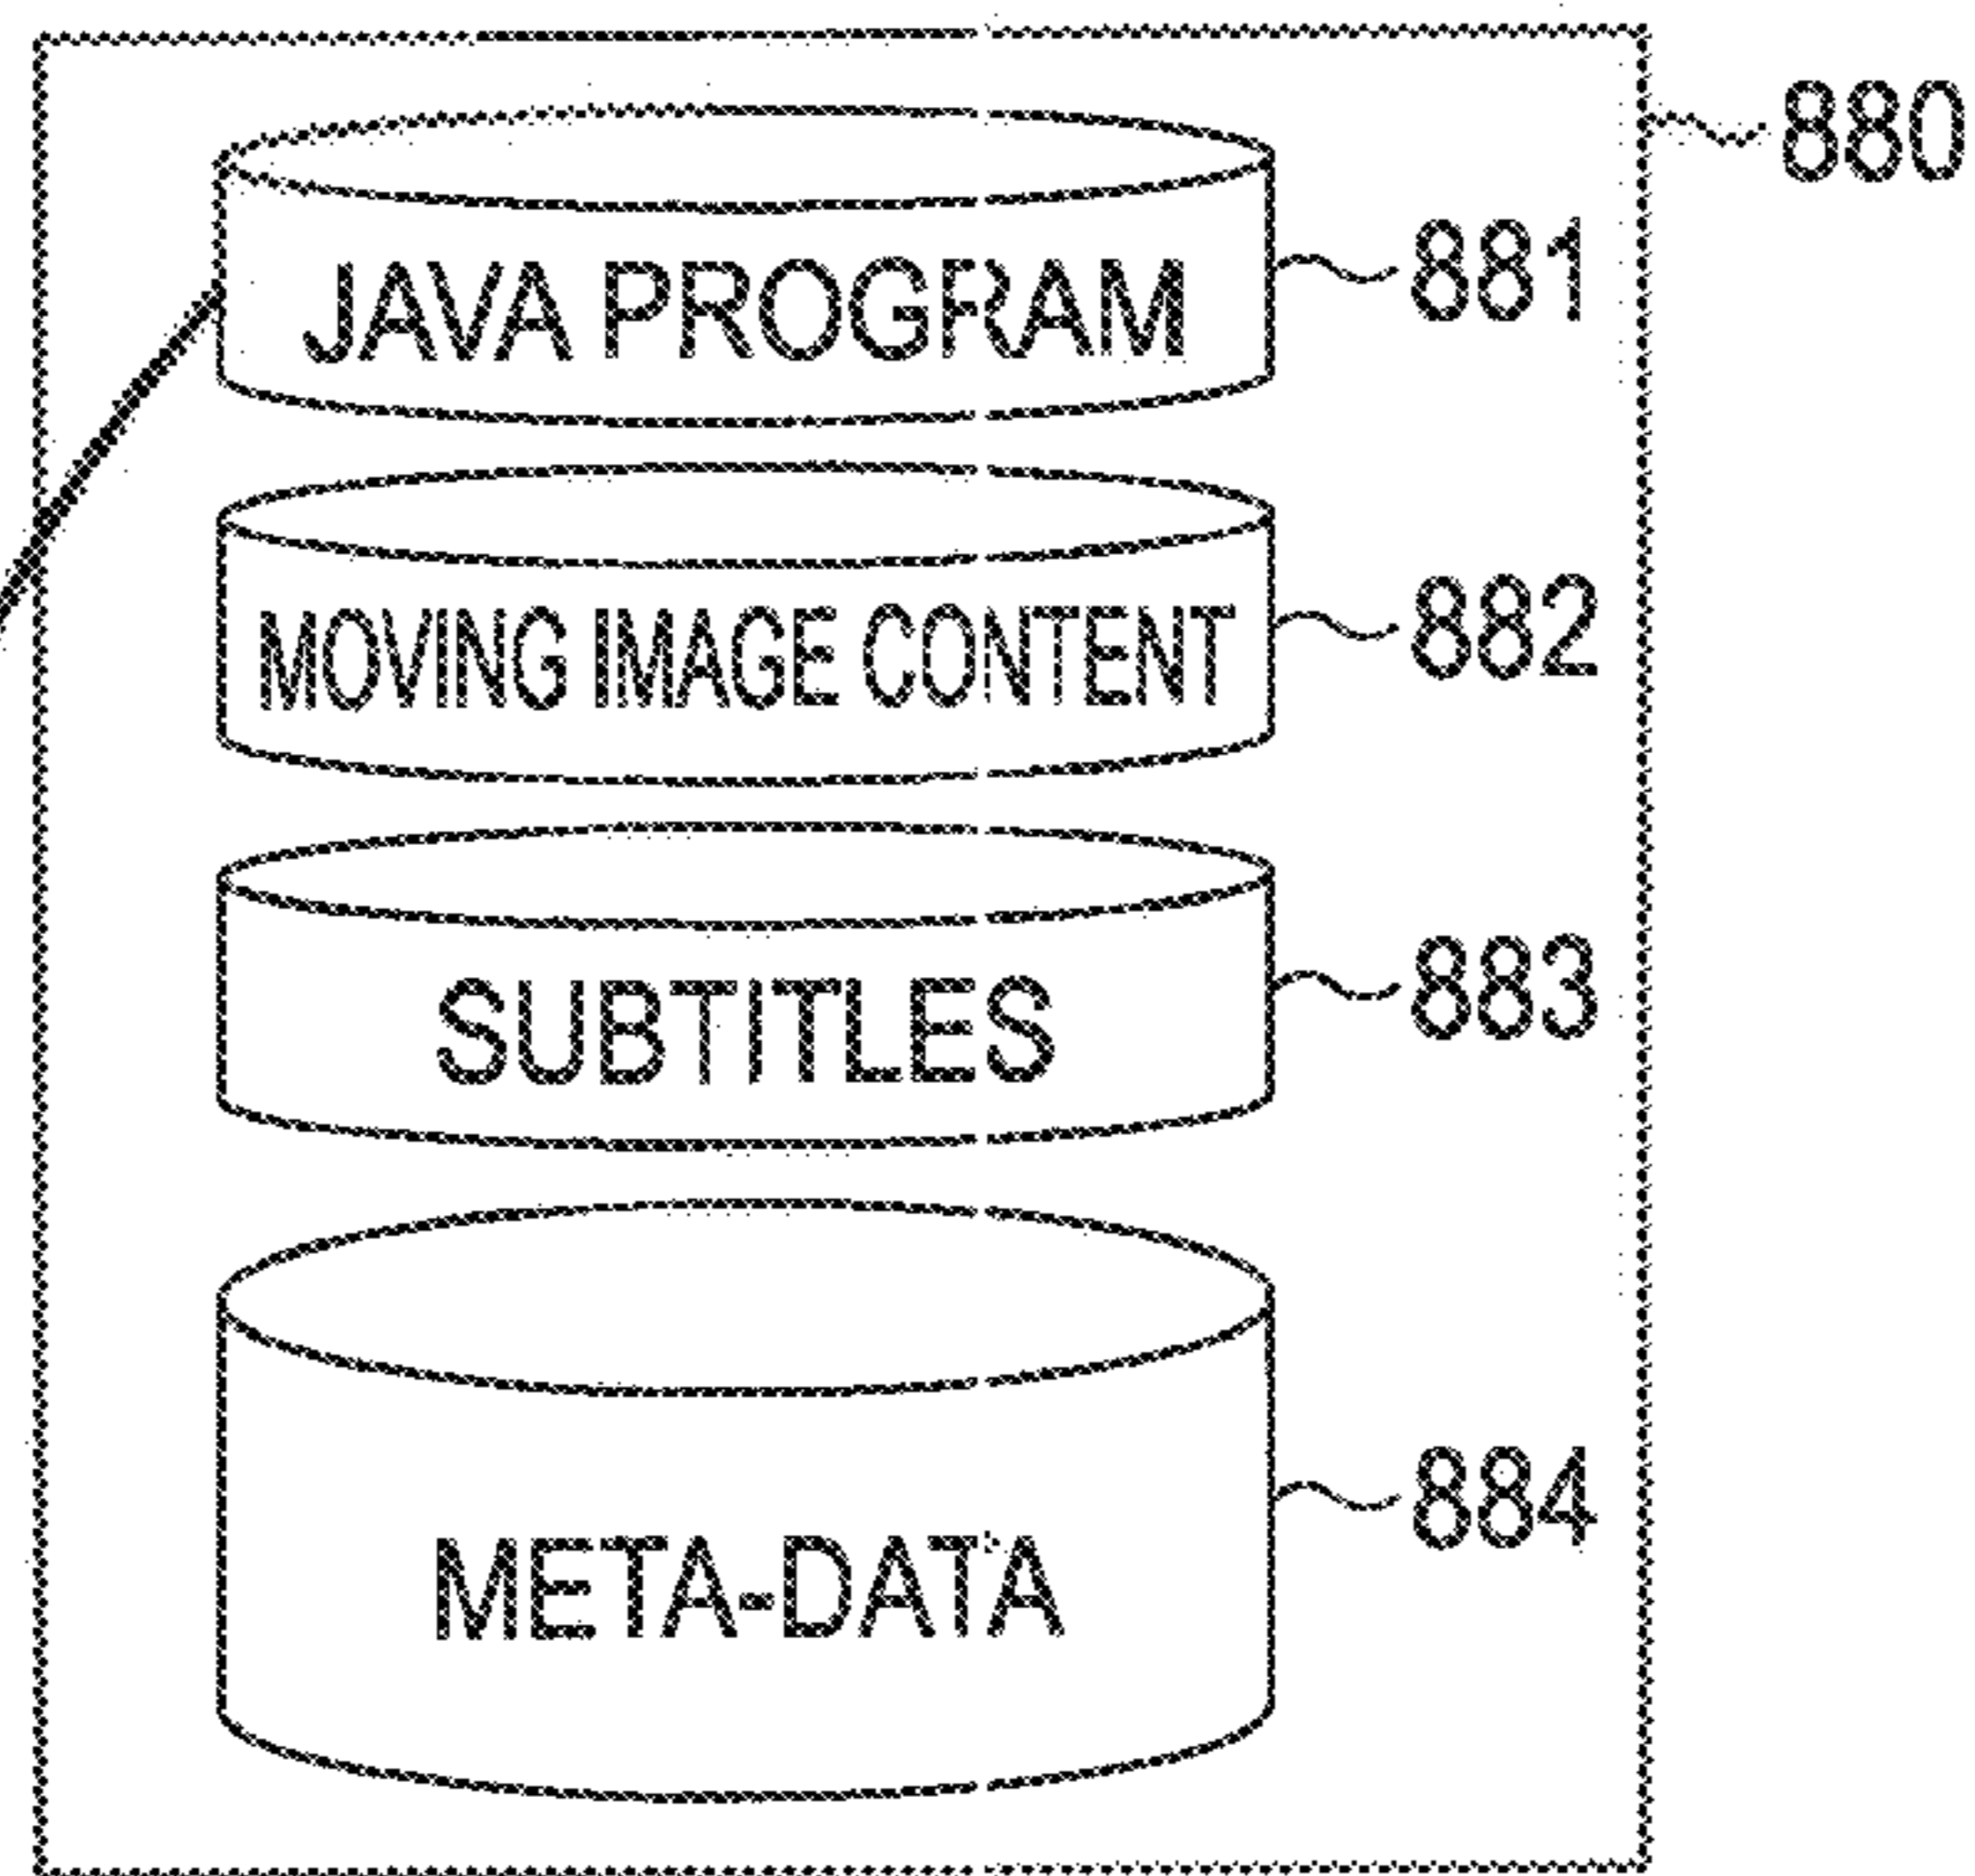 880
JAVA PROGRAM
881
MOVING IMAGE CONTENT
882
SUBTITLES
883
META-DATA
884